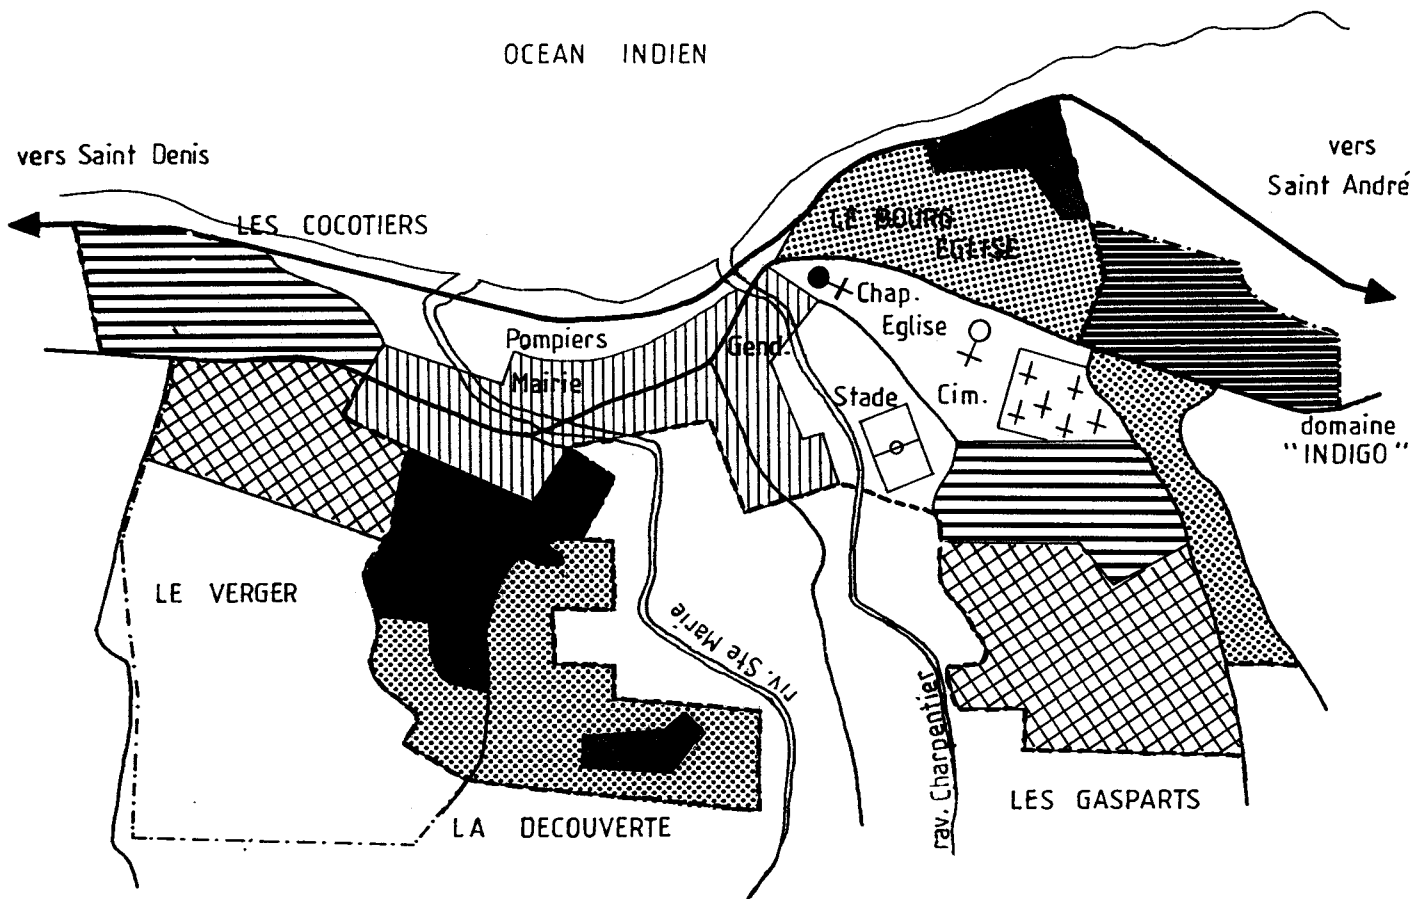 OCEAN INDIEN
vers Saint Denis
vers
Saint André
LES COCOTIERS
LE BOURG
EGLISE
Chap.
Eglise
Pompiers
Mairie
Gend.
Stade
Cim.
domaine
"INDIGO"
LE VERGER
riv. Ste Marie
rav. Charpentier
LES GASPARTS
LA DECOUVERTE